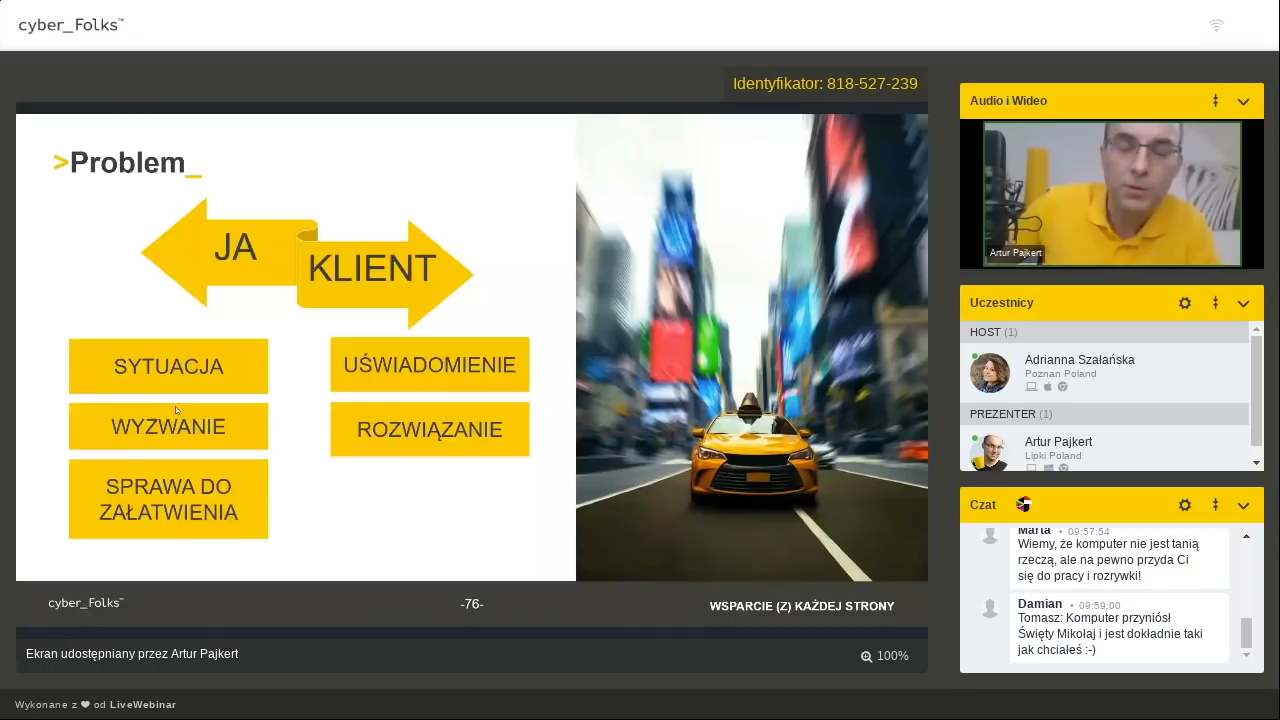 cyber_Folks™
Identyfikator: 818-527-239
>Problem_
JA
KLIENT
SYTUACJA
WYZWANIE
SPRAWA DO
ZAŁATWIENIA
UŚWIADOMIENIE
ROZWIĄZANIE
cyber_Folks™
-76-
WSPARCIE (Z) KAŻDEJ STRONY
Ekran udostępniany przez Artur Pajkert
100%
Audio i Wideo
Artur Pajkert
Uczestnicy
HOST (1)
Adrianna Szałańska
Poznan Poland
PREZENTER (1)
Artur Pajkert
Lipki Poland
Czat
Marta • 09:57:54
Wiemy, że komputer nie jest tanią
rzeczą, ale na pewno przyda Ci
się do pracy i rozrywki!
Damian • 09:59:00
Tomasz: Komputer przyniósł
Święty Mikołaj i jest dokładnie taki
jak chciałeś :-)
Wykonane z ❤ od LiveWebinar